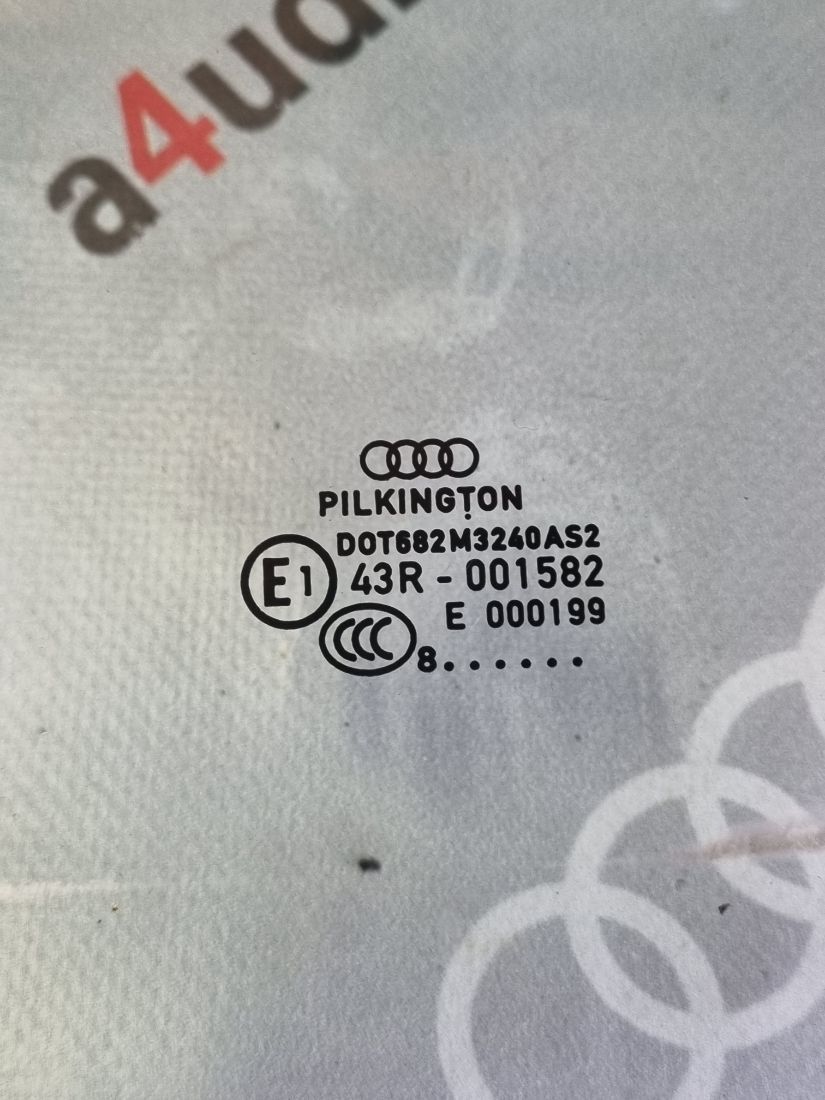 a4ud
PILKINGTON
DOT682M3240AS2
E1 43R - 001582
E 000199
CCC 8......